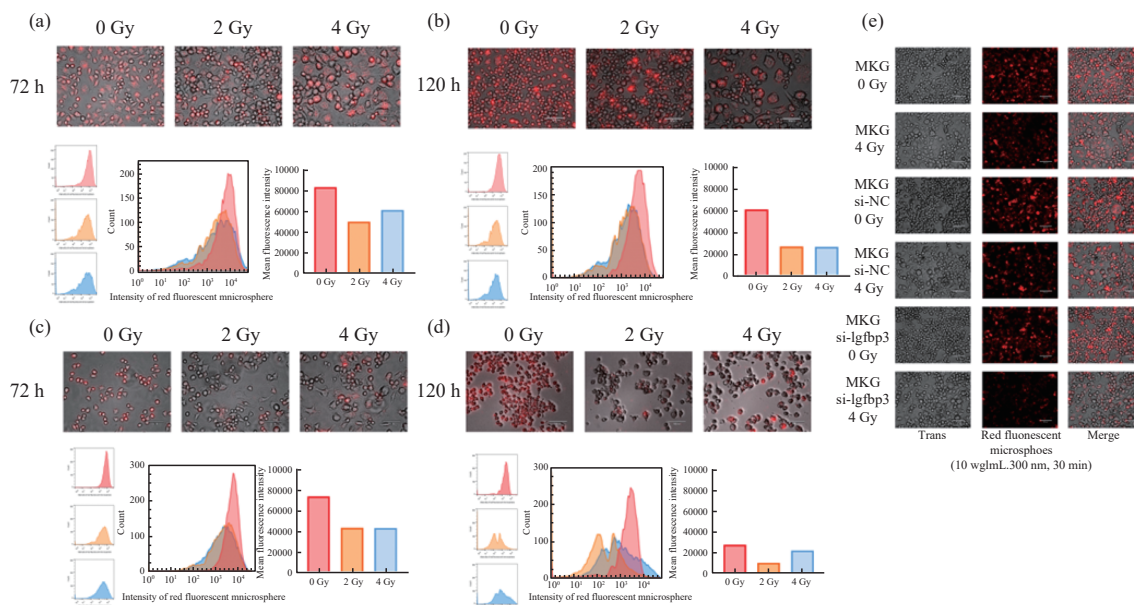 (a)
0 Gy
2 Gy
4 Gy
72 h
200
150
100
50
0
Count
10⁰ 10¹ 10² 10³ 10⁴
Intensity of red fluorescent mnicrosphere
10000
80000
60000
40000
20000
0
Mean fluorescence intensity
0 Gy 2 Gy 4 Gy
(b)
0 Gy
2 Gy
4 Gy
120 h
200
150
100
50
0
Count
10⁰ 10¹ 10² 10³ 10⁴
Intensity of red fluorescent mnicrosphere
10000
80000
60000
40000
20000
0
Mean fluorescence intensity
0 Gy 2 Gy 4 Gy
(c)
0 Gy
2 Gy
4 Gy
72 h
300
200
100
50
0
Count
10⁰ 10¹ 10² 10³ 10⁴
Intensity of red fluorescent mnicrosphere
10000
80000
60000
40000
20000
0
Mean fluorescence intensity
0 Gy 2 Gy 4 Gy
(d)
0 Gy
2 Gy
4 Gy
120 h
300
200
100
0
Count
10⁰ 10¹ 10² 10³ 10⁴
Intensity of red fluorescent mnicrosphere
10000
80000
60000
40000
20000
0
Mean fluorescence intensity
0 Gy 2 Gy 4 Gy
(e)
MKG
0 Gy
MKG
4 Gy
MKG
si-NC
0 Gy
MKG
si-NC
4 Gy
MKG
si-lgfbp3
0 Gy
MKG
si-lgfbp3
4 Gy
Trans
Red fluonescent
microsphoes
Merge
(10 wglmL.300 nm, 30 min)